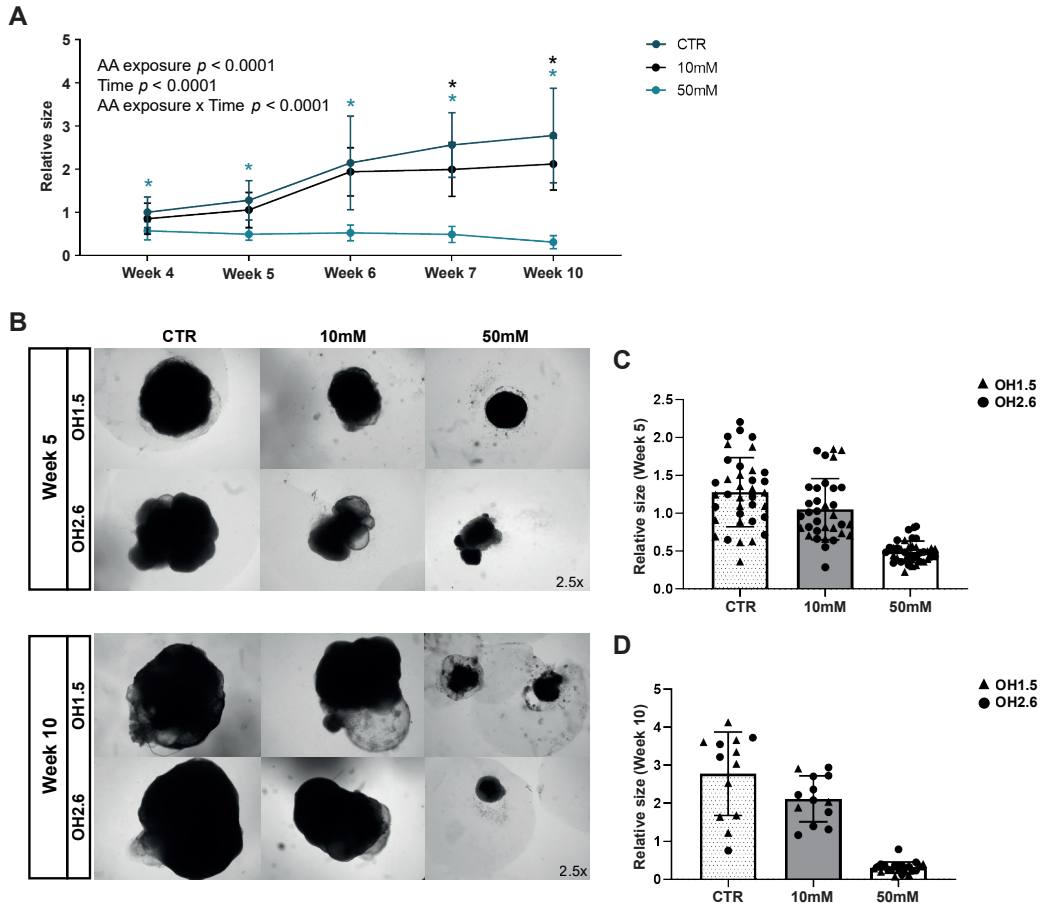 A
Relative size
5
4
3
2
1
0
AA exposure p < 0.0001
Time p < 0.0001
AA exposure x Time p < 0.0001
*
*
*
*
*
*
*
Week 4
Week 5
Week 6
Week 7
Week 10
CTR
10mM
50mM
B
CTR
10mM
50mM
Week 5
OH1.5
OH2.6
2.5x
Week 10
OH1.5
OH2.6
2.5x
C
Relative size (Week 5)
2.5
2.0
1.5
1.0
0.5
0.0
CTR
10mM
50mM
OH1.5
OH2.6
D
Relative size (Week 10)
5
4
3
2
1
0
CTR
10mM
50mM
OH1.5
OH2.6